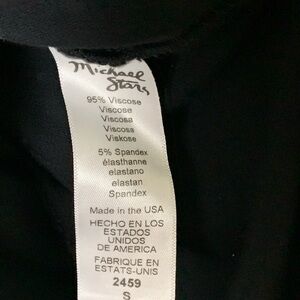 Michael
Stars
95% Viscose
Viscose
Viscosa
Viscosa
Viskose
5% Spandex
élasthanne
elastano
elastan
Spandex
Made in the USA
HECHO EN LOS
ESTADOS
UNIDOS
DE AMERICA
FABRIQUE EN
ESTATS-UNIS
2459
S